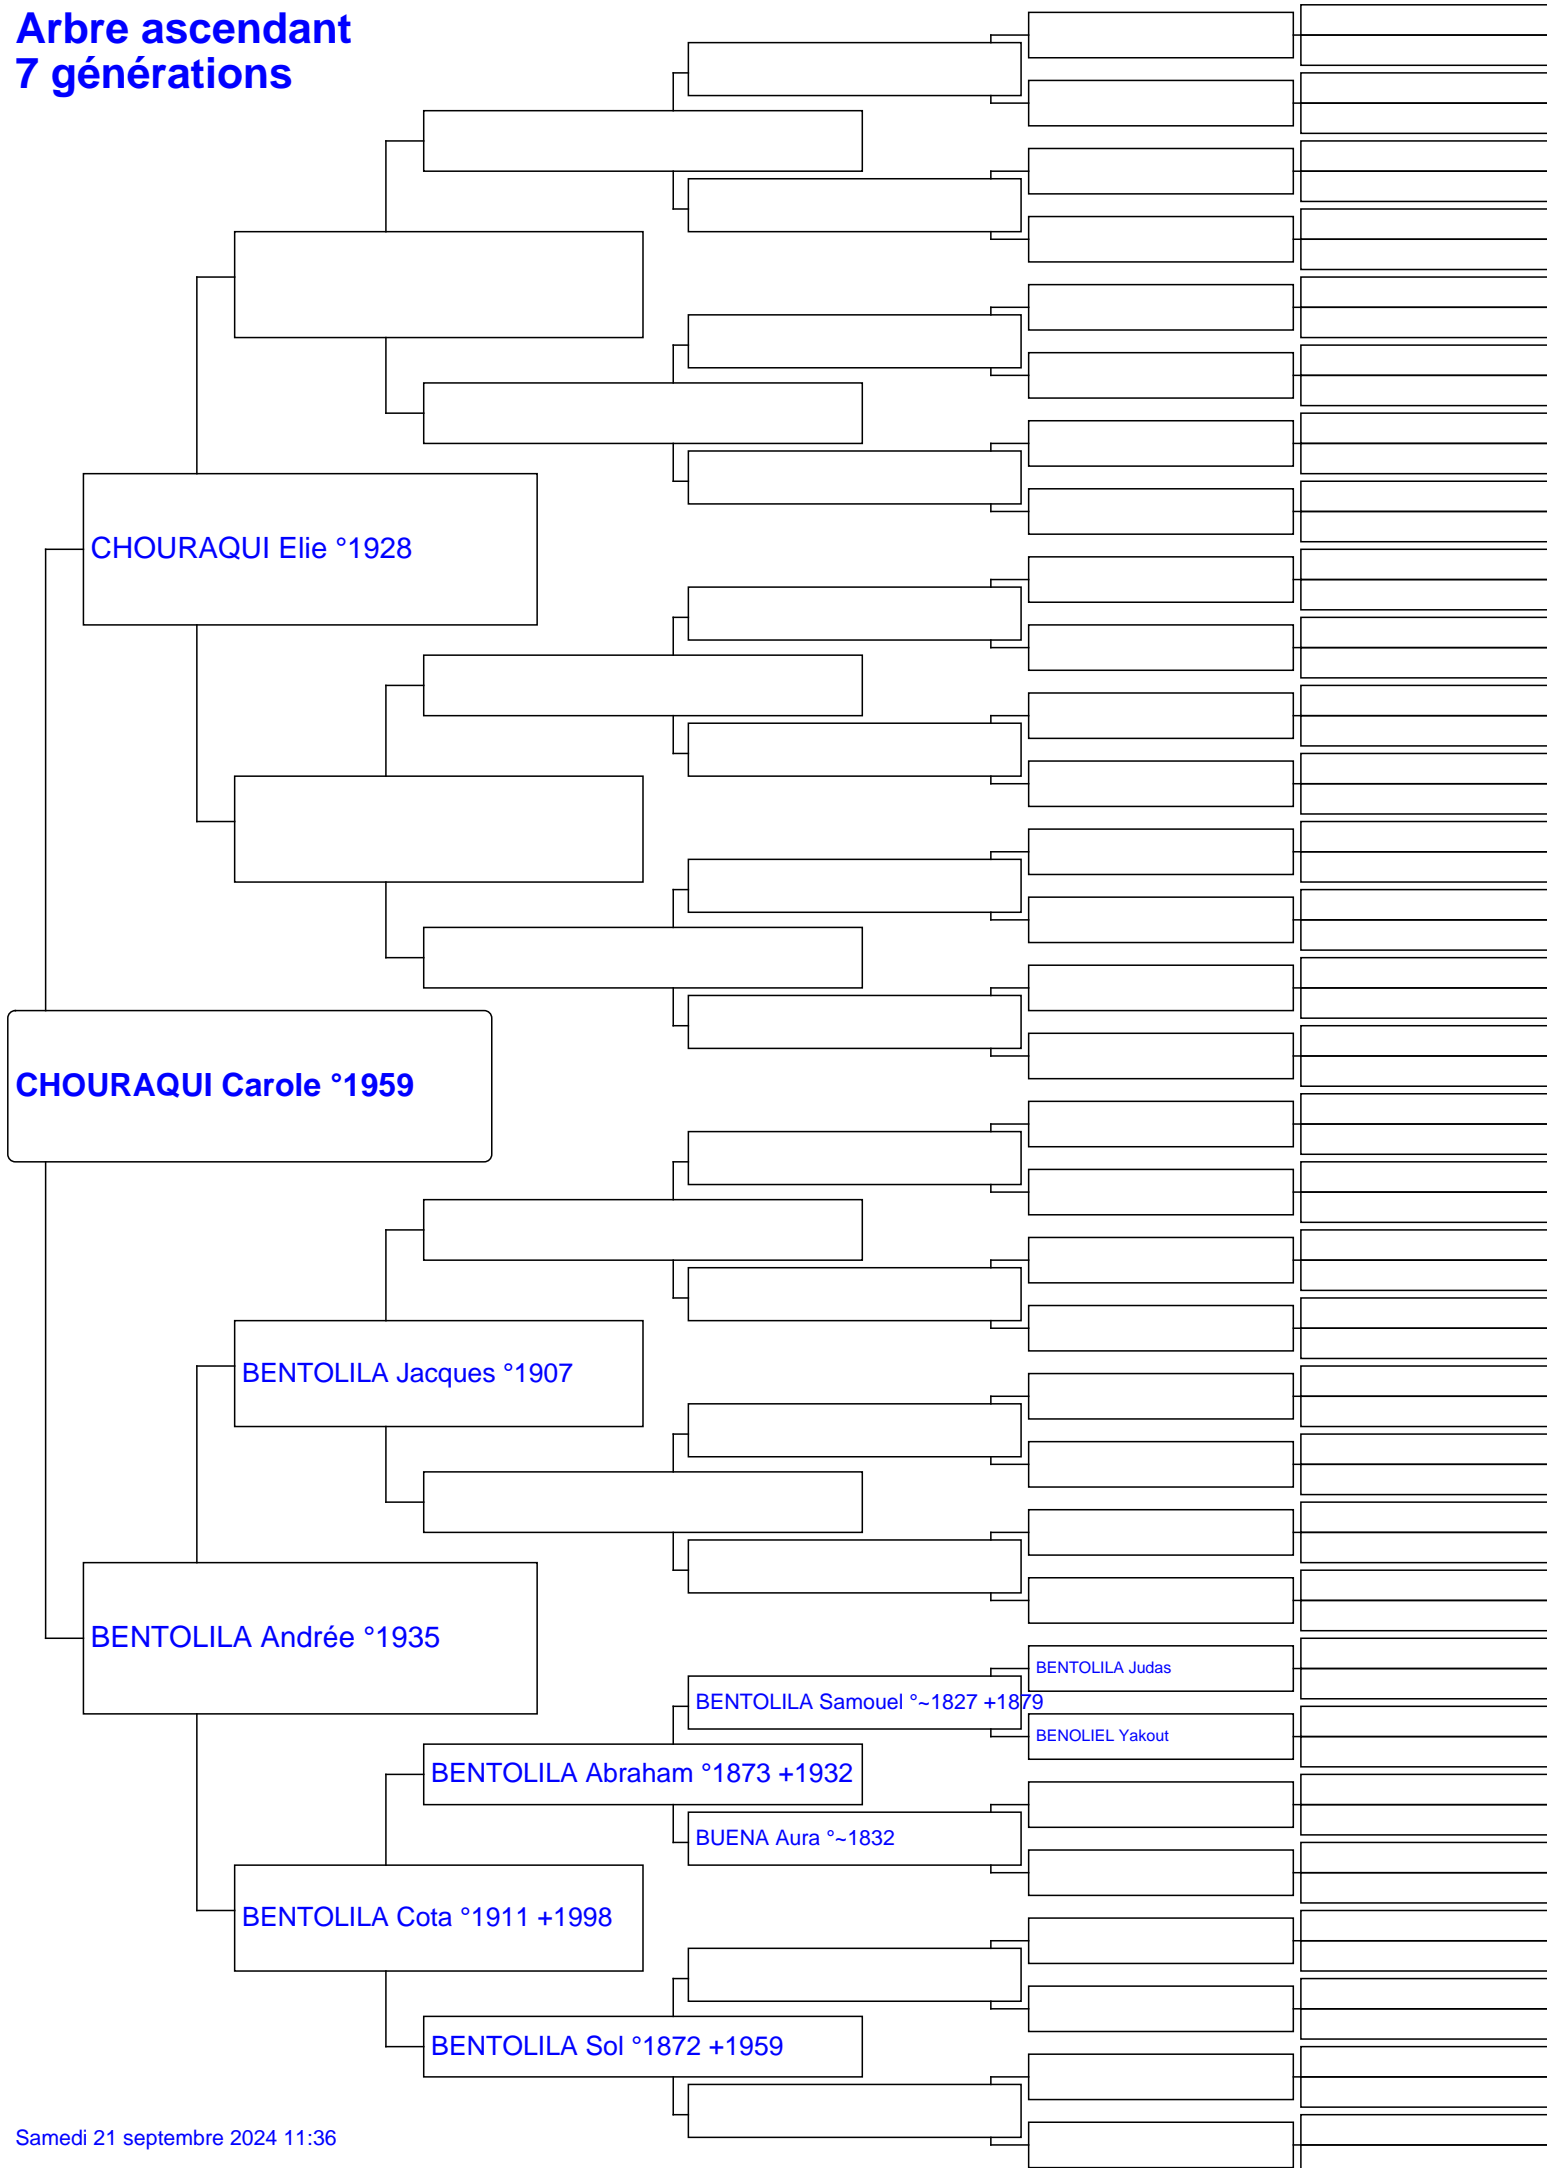 Arbre ascendant
7 générations
CHOURAQUI Elie °1928
CHOURAQUI Carole °1959
BENTOLILA Jacques °1907
BENTOLILA Andrée °1935
BENTOLILA Judas
BENTOLILA Samouel °~1827 +1879
BENOLIEL Yakout
BENTOLILA Abraham °1873 +1932
BUENA Aura °~1832
BENTOLILA Cota °1911 +1998
BENTOLILA Sol °1872 +1959
Samedi 21 septembre 2024 11:36